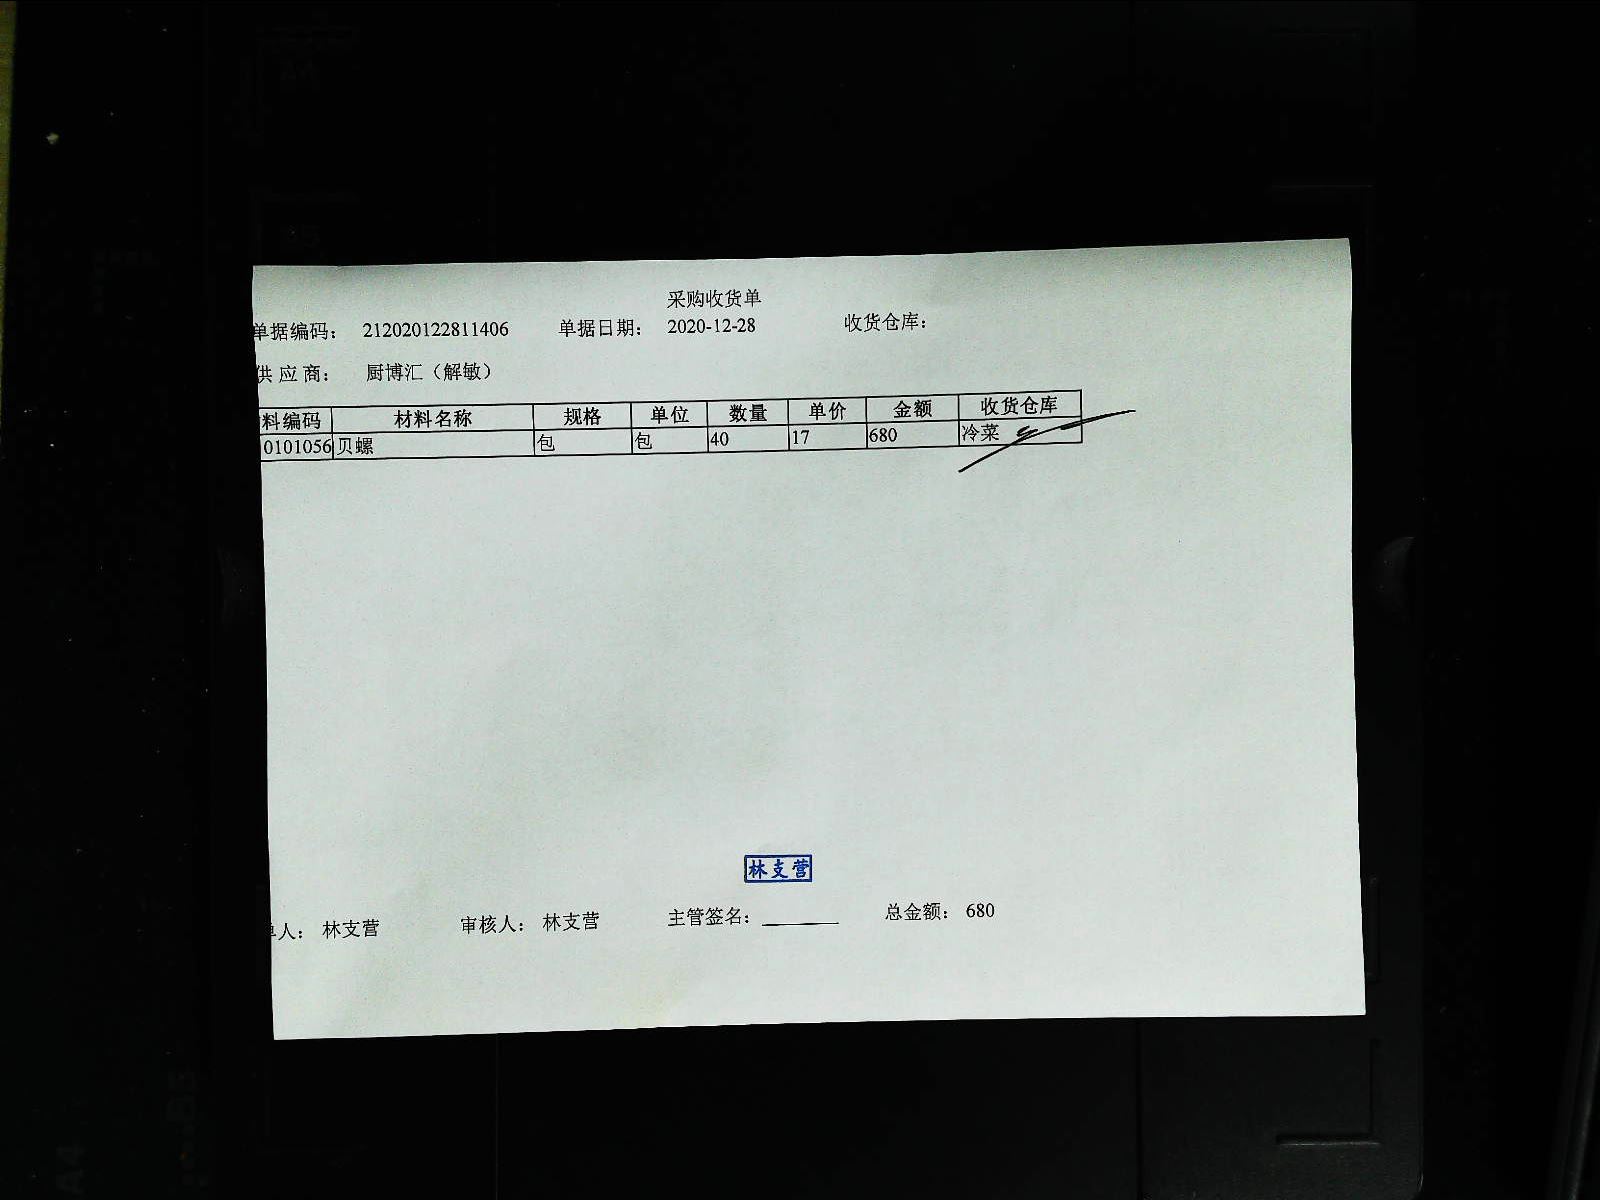 采购收货单
单据编码： 212020122811406 单据日期： 2020-12-28 收货仓库：
供 应 商： 厨博汇（解敏）
料编码 材料名称 规格 单位 数量 单价 金额 收货仓库
0101056 贝螺 包 包 40 17 680 冷菜
林支营
单人： 林支营 审核人： 林支营 主管签名： 总金额： 680